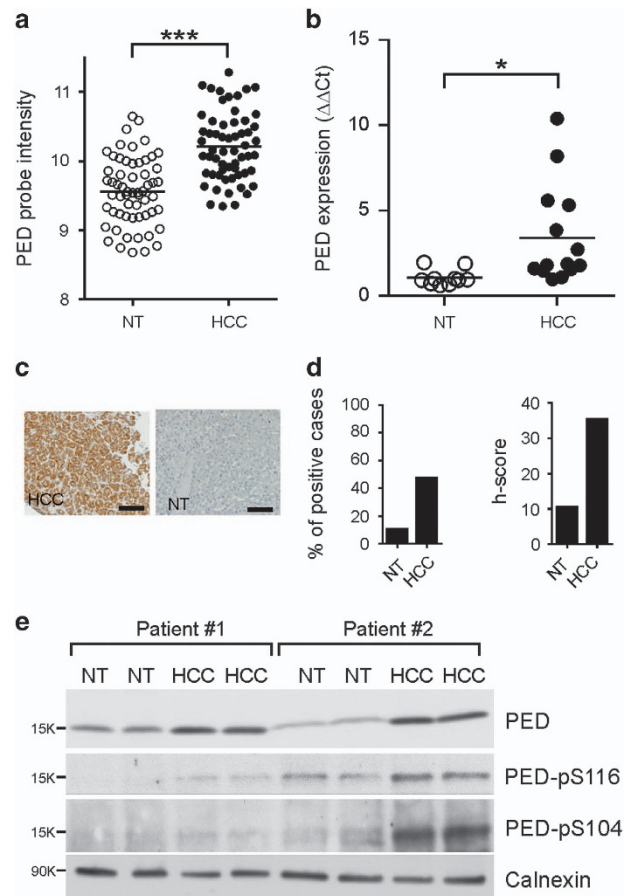 a
b
***
PED probe intensity
11
10
9
8
NT
HCC
*
PED expression (ΔΔCt)
15
10
5
0
NT
HCC
c
HCC
NT
d
% of positive cases
100
80
60
40
20
0
NT
HCC
h-score
40
30
20
10
0
NT
HCC
e
Patient #1
Patient #2
NT NT HCC HCC NT NT HCC HCC
15K
PED
15K
PED-pS116
15K
PED-pS104
90K
Calnexin